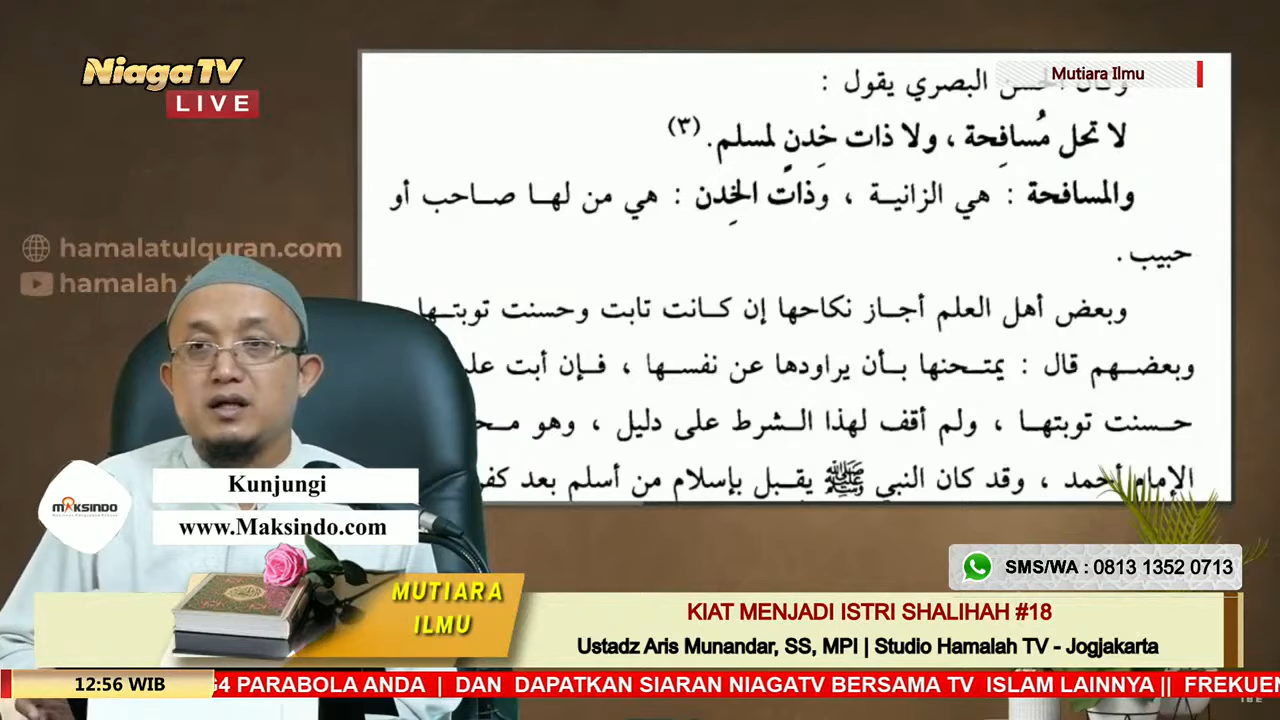 NiagaTV
LIVE
Mutiara Ilmu
البصري يقول :
لا تحل مُسافِحة ، ولا ذات خِدنٍ لمسلم. (٣)
والمسافحة : هي الزانية ، وذات الخِدن : هي من لها صاحب أو
حبيب .
وبعض أهل العلم أجاز نكاحها إن كانت تابت وحسنت توبتها
وبعضهم قال : يمتحنها بأن يراودها عن نفسها ، فإن أبت
حسنت توبتها ، ولم أقف لهذا الشرط على دليل ، وهو
الإمام أحمد ، وقد كان النبي ﷺ يقبل بإسلام من أسلم بعد
hamalatulquran.com
hamalah
MAKSINDO
Kunjungi
www.Maksindo.com
MUTIARA
ILMU
SMS/WA : 0813 1352 0713
KIAT MENJADI ISTRI SHALIHAH #18
Ustadz Aris Munandar, SS, MPI | Studio Hamalah TV - Jogjakarta
12:56 WIB
PARABOLA ANDA | DAN DAPATKAN SIARAN NIAGATV BERSAMA TV ISLAM LAINNYA ||